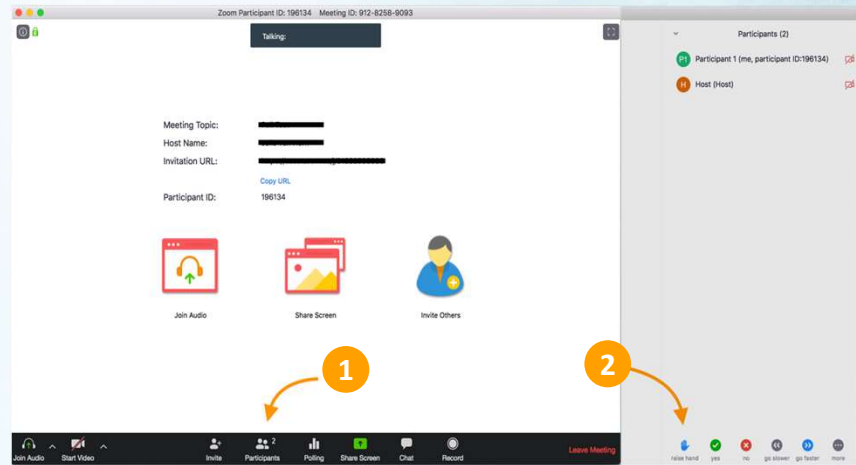 Zoom Participant ID: 196134 Meeting ID: 912-8258-9093
Talking:
Meeting Topic:
Host Name:
Invitation URL:
Copy URL
Participant ID: 196134
Join Audio
Share Screen
Invite Others
1
Join Audio
Start Video
Invite
Participants 2
Polling
Share Screen
Chat
Record
Leave Meeting
Participants (2)
P1 Participant 1 (me, participant ID:196134)
H Host (Host)
2
raise hand
yes
no
go slower
go faster
more